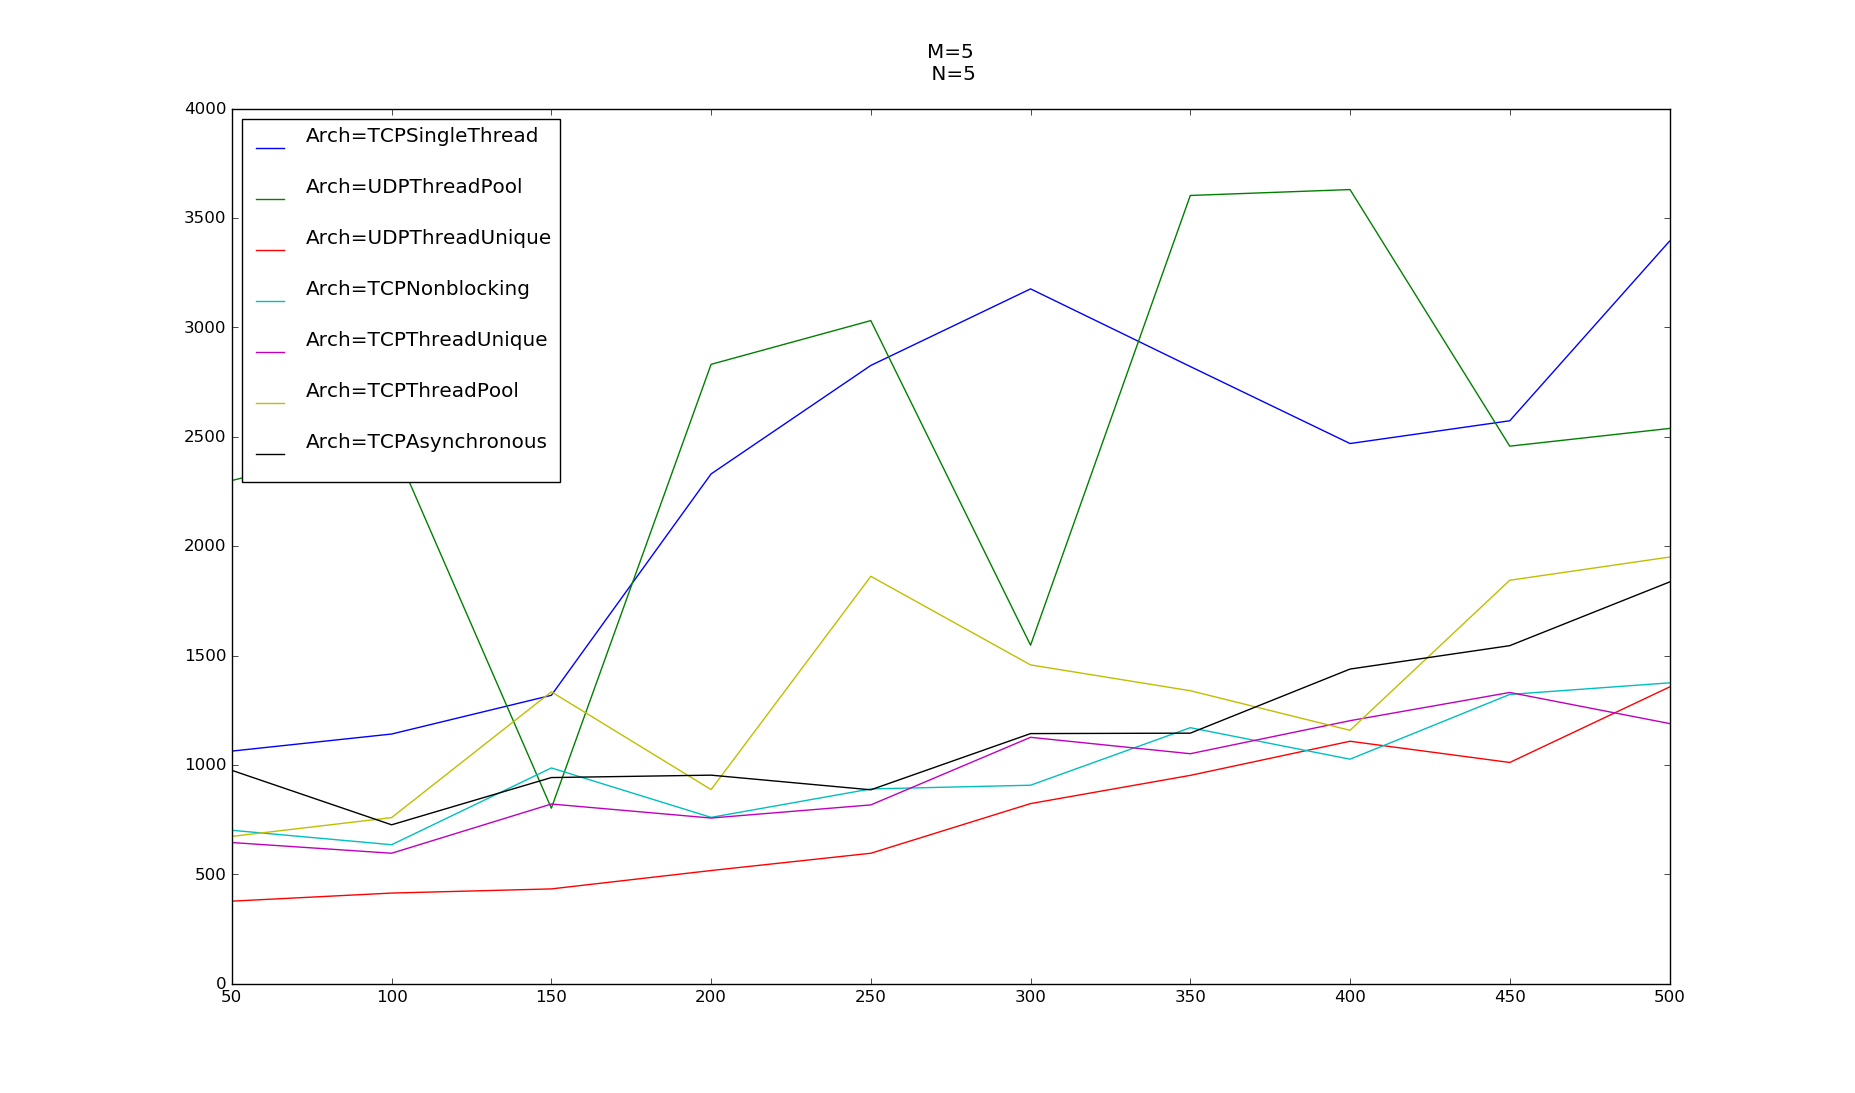 M=5
N=5
4000
3500
3000
2500
2000
1500
1000
500
0
Arch=TCPSingleThread
Arch=UDPThreadPool
Arch=UDPThreadUnique
Arch=TCPNonblocking
Arch=TCPThreadUnique
Arch=TCPThreadPool
Arch=TCPAsynchronous
50 100 150 200 250 300 350 400 450 500